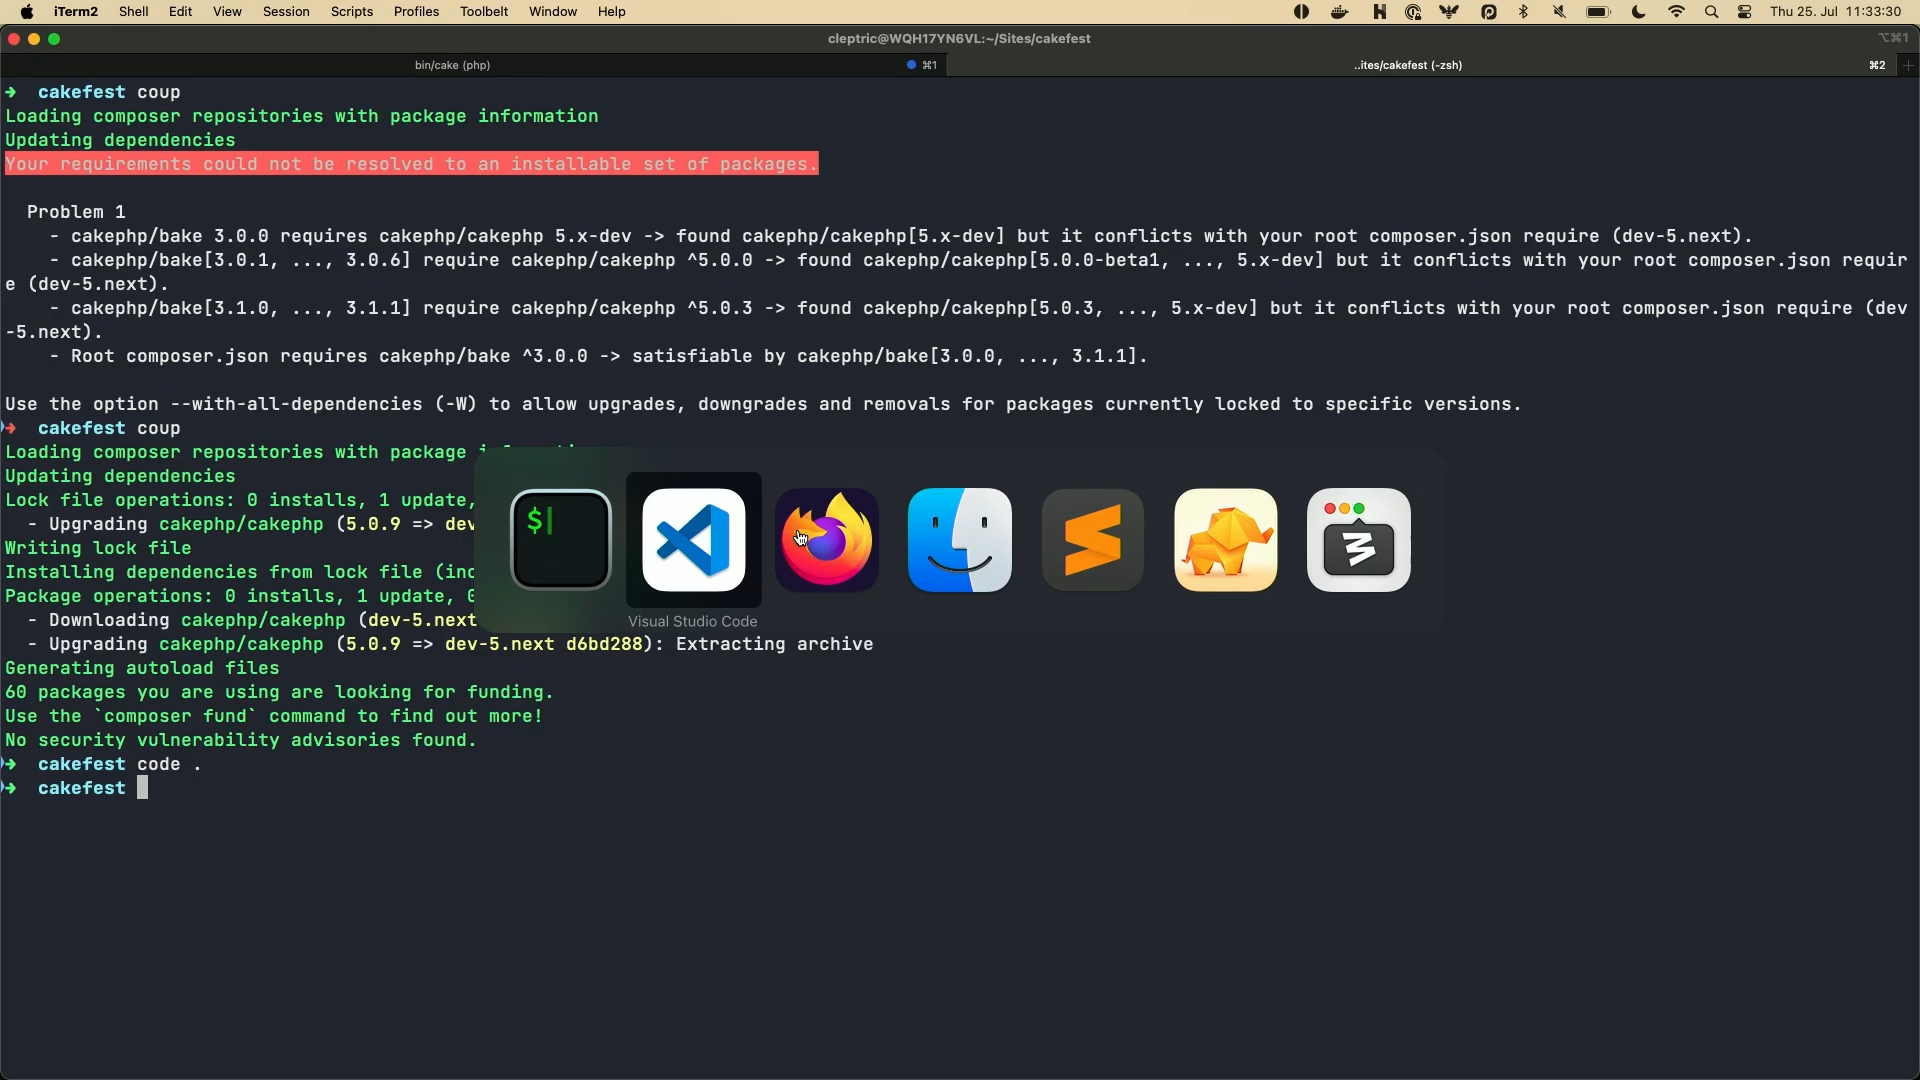 iTerm2 Shell Edit View Session Scripts Profiles Toolbelt Window Help Thu 25. Jul 11:33:30
cleptric@WQH17YN6VL:~/Sites/cakefest ⌥⌘1
bin/cake (php) ⌘1 ..ites/cakefest (-zsh) ⌘2
➜ cakefest coup
Loading composer repositories with package information
Updating dependencies
Your requirements could not be resolved to an installable set of packages.
Problem 1
- cakephp/bake 3.0.0 requires cakephp/cakephp 5.x-dev -> found cakephp/cakephp[5.x-dev] but it conflicts with your root composer.json require (dev-5.next).
- cakephp/bake[3.0.1, ..., 3.0.6] require cakephp/cakephp ^5.0.0 -> found cakephp/cakephp[5.0.0-beta1, ..., 5.x-dev] but it conflicts with your root composer.json requir
e (dev-5.next).
- cakephp/bake[3.1.0, ..., 3.1.1] require cakephp/cakephp ^5.0.3 -> found cakephp/cakephp[5.0.3, ..., 5.x-dev] but it conflicts with your root composer.json require (dev
-5.next).
- Root composer.json requires cakephp/bake ^3.0.0 -> satisfiable by cakephp/bake[3.0.0, ..., 3.1.1].
Use the option --with-all-dependencies (-W) to allow upgrades, downgrades and removals for packages currently locked to specific versions.
➜ cakefest coup
Loading composer repositories with package
Updating dependencies
Lock file operations: 0 installs, 1 update,
- Upgrading cakephp/cakephp (5.0.9 => dev
Writing lock file
Installing dependencies from lock file (inc
Package operations: 0 installs, 1 update, 0
- Downloading cakephp/cakephp (dev-5.next
$
Visual Studio Code
- Upgrading cakephp/cakephp (5.0.9 => dev-5.next d6bd288): Extracting archive
Generating autoload files
60 packages you are using are looking for funding.
Use the `composer fund` command to find out more!
No security vulnerability advisories found.
➜ cakefest code .
➜ cakefest